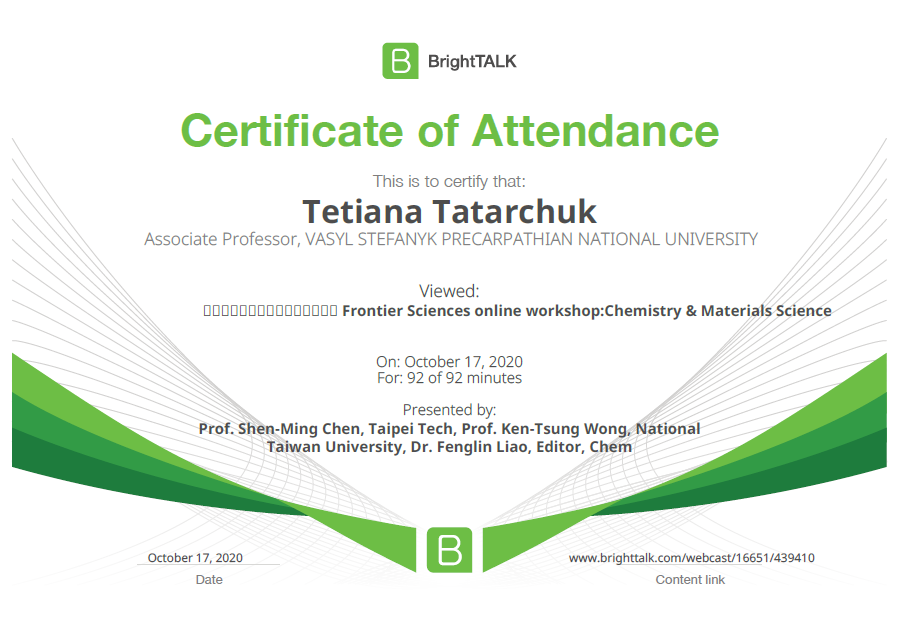 BrightTALK
Certificate of Attendance
This is to certify that:
Tetiana Tatarchuk
Associate Professor, VASYL STEFANYK PRECARPATHIAN NATIONAL UNIVERSITY
Viewed:
Frontier Sciences online workshop:Chemistry & Materials Science
On: October 17, 2020
For: 92 of 92 minutes
Presented by:
Prof. Shen-Ming Chen, Taipei Tech, Prof. Ken-Tsung Wong, National
Taiwan University, Dr. Fenglin Liao, Editor, Chem
B
October 17, 2020
www.brighttalk.com/webcast/16651/439410
Date
Content link